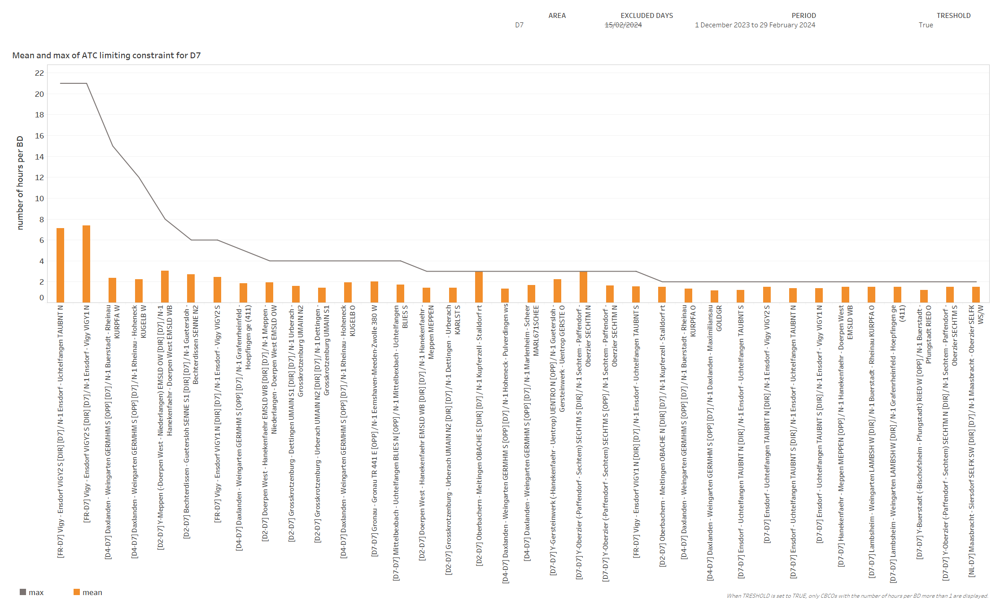 AREA
EXCLUDED DAYS
PERIOD
TRESHOLD
D7
15/02/2024
1 December 2023 to 29 February 2024
True
Mean and max of ATC limiting constraint for D7
number of hours per BD
22
20
18
16
14
12
10
8
6
4
2
0
[FR-D7] Vigy - Ensdorf VIGY2 S [DIR] [D7] / N-1 Ensdorf - Uchtelfangen TAUBNT N
[FR-D7] Vigy - Ensdorf VIGY2 S [DIR] [D7] / N-1 Ensdorf - Vigy VIGY1 N
[D4-D7] Daxlanden - Weingarten GERMHM S [OPP] [D7] / N-1 Buerstadt - Rheinau
KURPFA W
[D4-D7] Daxlanden - Weingarten GERMHM S [OPP] [D7] / N-1 Rheinau - Hoheneck
KUGELB W
[D2-D7] Y-Meppen (-Doerpen West - Niederlangen) EMSLD OW [DIR] [D7] / N-1
Hanekenfaehr - Doerpen West EMSLD WB
[D2-D7] Bechterdissen - Guetersloh SENNE S1 [DIR] [D7] / N-1 Guetersloh -
Bechterdissen SENNE N2
[FR-D7] Vigy - Ensdorf VIGY1 N [DIR] [D7] / N-1 Ensdorf - Vigy VIGY2 S
[D4-D7] Daxlanden - Weingarten GERMHM S [OPP] [D7] / N-1 Grafenrheinfeld -
Hoepfingen ge (411)
[D2-D7] Doerpen West - Hanekenfaehr EMSLD WB [DIR] [D7] / N-1 Meppen -
Niederlangen - Doerpen West EMSLD OW
[D2-D7] Grosskrotzenburg - Dettingen UMAIN S1 [DIR] [D7] / N-1 Urberach -
Grosskrotzenburg UMAIN N2
[D2-D7] Grosskrotzenburg - Urberach UMAIN N2 [DIR] [D7] / N-1 Dettingen -
Grosskrotzenburg UMAIN S1
[D4-D7] Daxlanden - Weingarten GERMHM S [OPP] [D7] / N-1 Rheinau - Hoheneck
KUGELB O
[D7-D7] Gronau - Gronau TR 441 E [OPP] / N-1 Eemshaven-Meeden-Zwolle 380 W
[D7-D7] Mittelbexbach - Uchtelfangen BLIES N [OPP] / N-1 Mittelbexbach - Uchtelfangen
BLIES S
[D2-D7] Doerpen West - Hanekenfaehr EMSLD WB [DIR] [D7] / N-1 Hanekenfaehr -
Meppen MEPPEN
[D2-D7] Grosskrotzenburg - Urberach UMAIN N2 [DIR] [D7] / N-1 Dettingen - Urberach
KARLST S
[D2-D7] Oberbachern - Meitingen OBACHE S [DIR] [D7] / N-1 Kupferzell - Stalldorf rt
[D4-D7] Daxlanden - Weingarten GERMHM S [OPP] [D7] / N-1 Hoheneck - Pulverdingen ws
[D4-D7] Daxlanden - Weingarten GERMHM S [OPP] [D7] / N-1 Marlenheim - Scheer
MARL671SCHEE
[D7-D7] Y-Gersteinwerk (-Hanekenfaehr - Uentrop) UENTRO N [OPP] / N-1 Guetersloh -
Gersteinwerk - Uentrop GERSTE O
[D7-D7] Y-Oberzier (-Paffendorf - Sechtem) SECHTM S [DIR] / N-1 Sechtem - Paffendorf -
Oberzier SECHTM N
[D7-D7] Y-Oberzier (-Paffendorf - Sechtem) SECHTM S [OPP] / N-1 Sechtem - Paffendorf -
Oberzier SECHTM N
[FR-D7] Vigy - Ensdorf VIGY1 N [DIR] [D7] / N-1 Ensdorf - Uchtelfangen TAUBNT S
[D2-D7] Oberbachern - Meitingen OBACHE N [DIR] [D7] / N-1 Kupferzell - Stalldorf rt
[D4-D7] Daxlanden - Weingarten GERMHM S [OPP] [D7] / N-1 Buerstadt - Rheinau
KURPFA O
[D4-D7] Daxlanden - Weingarten GERMHM S [OPP] [D7] / N-1 Daxlanden - Maximiliansau
GOLDGR
[D7-D7] Ensdorf - Uchtelfangen TAUBNT N [DIR] / N-1 Ensdorf - Uchtelfangen TAUBNT S
[D7-D7] Ensdorf - Uchtelfangen TAUBNT N [DIR] / N-1 Ensdorf - Vigy VIGY2 S
[D7-D7] Ensdorf - Uchtelfangen TAUBNT S [DIR] / N-1 Ensdorf - Uchtelfangen TAUBNT N
[D7-D7] Ensdorf - Uchtelfangen TAUBNT S [DIR] / N-1 Ensdorf - Vigy VIGY1 N
[D7-D7] Hanekenfaehr - Meppen MEPPEN [OPP] / N-1 Hanekenfaehr - Doerpen West
EMSLD WB
[D7-D7] Lambsheim - Weingarten LAMBSH W [DIR] / N-1 Buerstadt - Rheinau KURPFA O
[D7-D7] Lambsheim - Weingarten LAMBSH W [DIR] / N-1 Grafenrheinfeld - Hoepfingen ge
(411)
[D7-D7] Y-Buerstadt (-Bischofsheim - Pfungstadt) RIED W [OPP] / N-1 Buerstadt -
Pfungstadt RIED O
[D7-D7] Y-Oberzier (-Paffendorf - Sechtem) SECHTM N [DIR] / N-1 Sechtem - Paffendorf -
Oberzier SECHTM S
[NL-D7] Maasbracht - Siersdorf SELFK SW [DIR] [D7] / N-1 Maasbracht - Oberzier SELFK
WS/W
max
mean
When TRESHOLD is set to TRUE, only CBCOs with the number of hours per BD more than 1 are displayed.